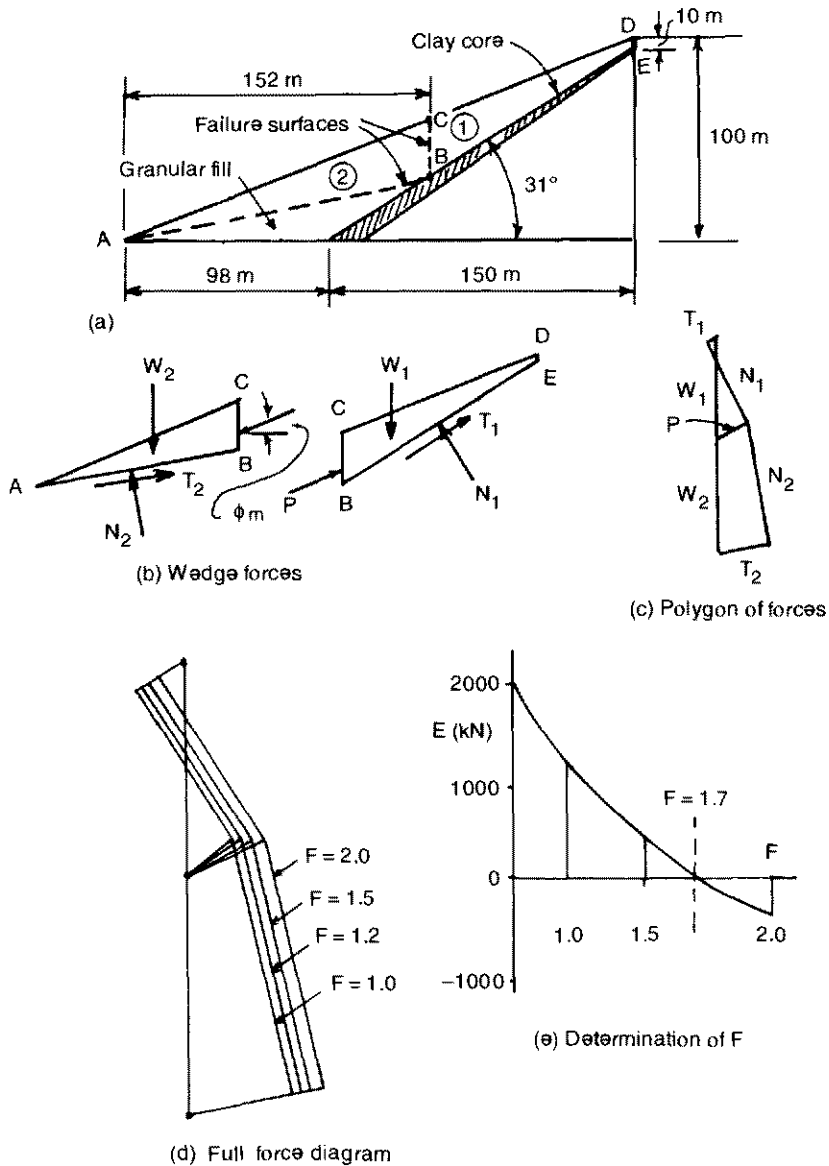 10 m
D
Clay core
E
152 m
C
①
Failure surfaces
100 m
B
②
Granular fill
31°
A
98 m
150 m
(a)
W₂
C
B
A
T₂
N₂
ϕₘ
D
W₁
E
C
T₁
P
B
N₁
(b) Wedge forces
T₁
N₁
W₁
P
W₂
N₂
T₂
(c) Polygon of forces
F = 2.0
F = 1.5
F = 1.2
F = 1.0
(d) Full force diagram
2000
E (kN)
1000
F = 1.7
F
0
1.0
1.5
2.0
−1000
(e) Determination of F